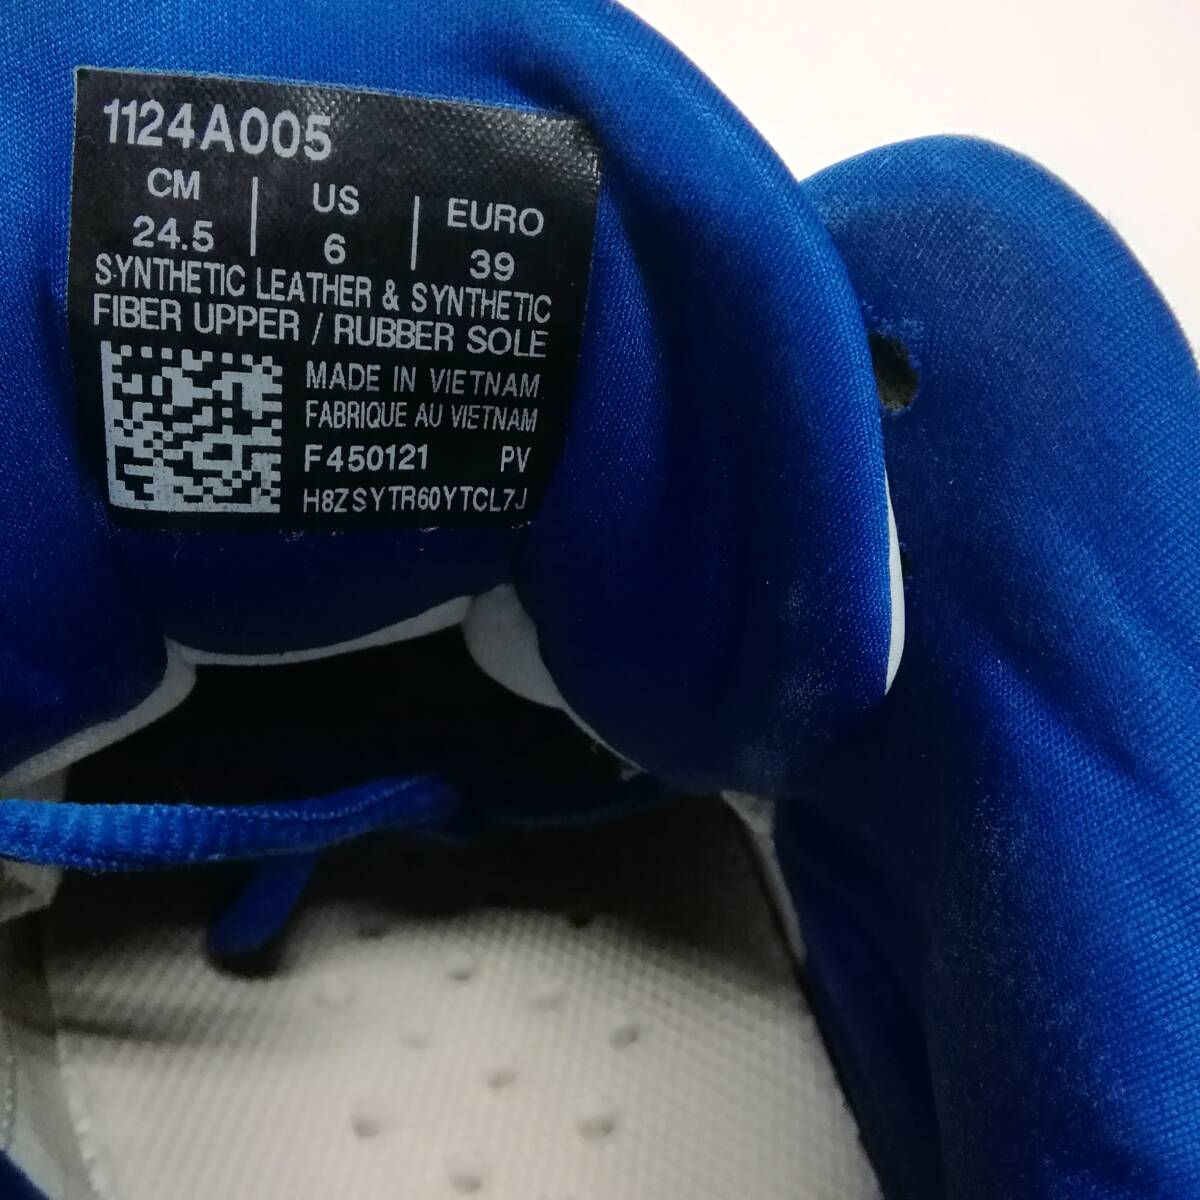 1124A005
CM | US | EURO
24.5 | 6 | 39
SYNTHETIC LEATHER & SYNTHETIC
FIBER UPPER / RUBBER SOLE
MADE IN VIETNAM
FABRIQUE AU VIETNAM
F450121 PV
H8ZSYTR60YTCL7J